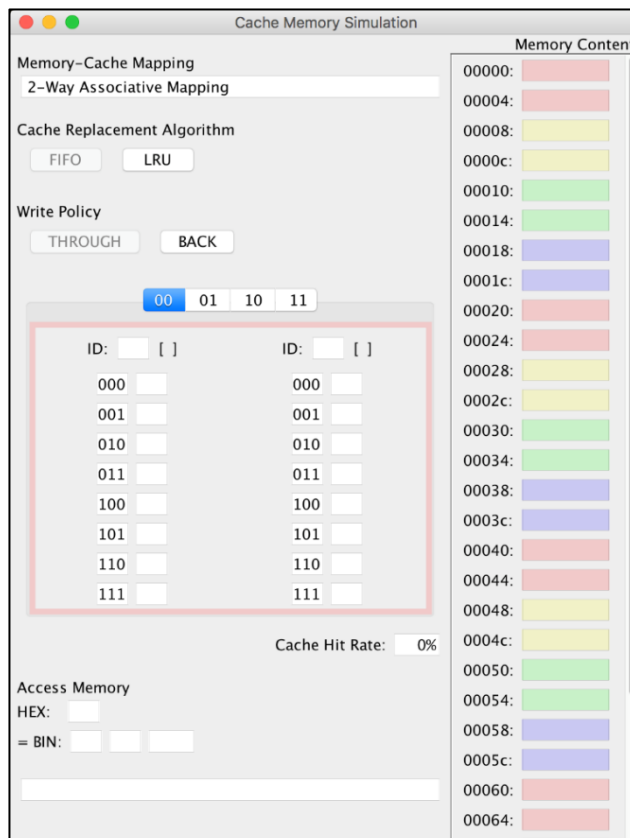 Cache Memory Simulation
Memory-Cache Mapping
2-Way Associative Mapping
Cache Replacement Algorithm
FIFO LRU
Write Policy
THROUGH BACK
00 01 10 11
ID: [ ] ID: [ ]
000 000
001 001
010 010
011 011
100 100
101 101
110 110
111 111
Cache Hit Rate: 0%
Access Memory
HEX:
= BIN:
Memory Content
00000:
00004:
00008:
0000c:
00010:
00014:
00018:
0001c:
00020:
00024:
00028:
0002c:
00030:
00034:
00038:
0003c:
00040:
00044:
00048:
0004c:
00050:
00054:
00058:
0005c:
00060:
00064: